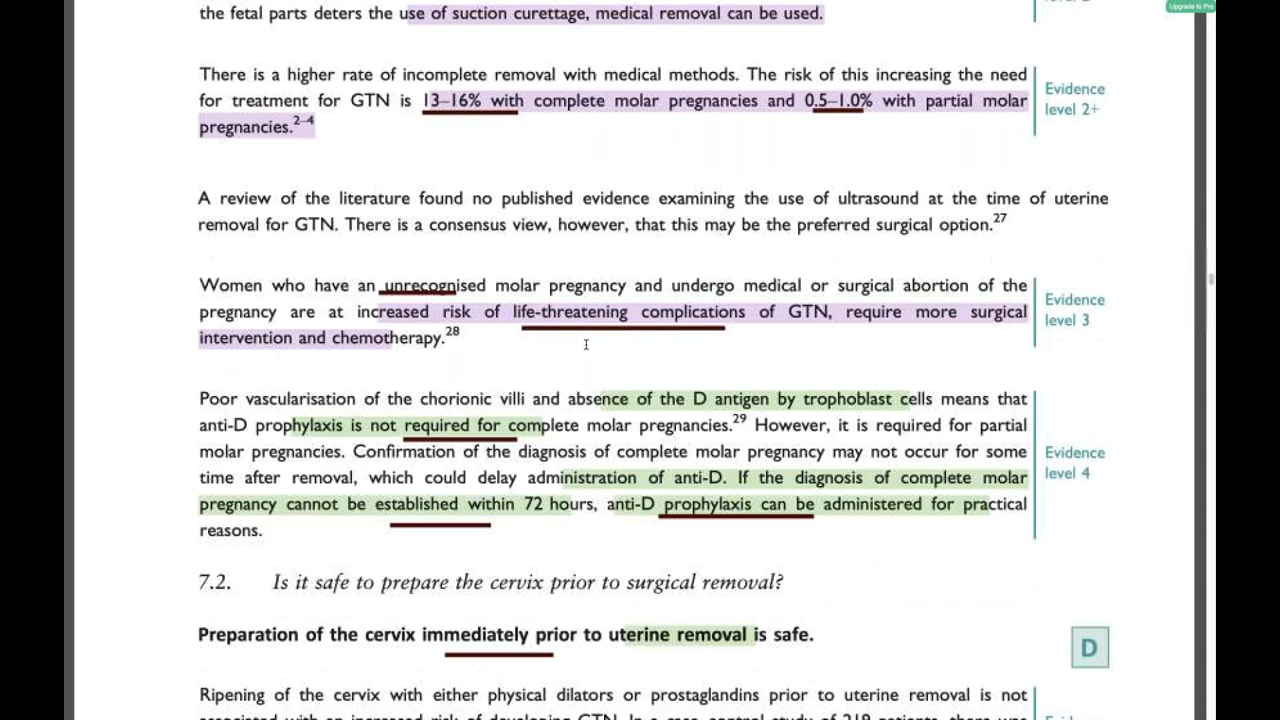 Upgrade to Pro
the fetal parts deters the use of suction curettage, medical removal can be used.
There is a higher rate of incomplete removal with medical methods. The risk of this increasing the need
for treatment for GTN is 13–16% with complete molar pregnancies and 0.5–1.0% with partial molar
pregnancies.2–4
Evidence
level 2+
A review of the literature found no published evidence examining the use of ultrasound at the time of uterine
removal for GTN. There is a consensus view, however, that this may be the preferred surgical option.27
Women who have an unrecognised molar pregnancy and undergo medical or surgical abortion of the
pregnancy are at increased risk of life-threatening complications of GTN, require more surgical
intervention and chemotherapy.28
Evidence
level 3
Poor vascularisation of the chorionic villi and absence of the D antigen by trophoblast cells means that
anti-D prophylaxis is not required for complete molar pregnancies.29 However, it is required for partial
molar pregnancies. Confirmation of the diagnosis of complete molar pregnancy may not occur for some
time after removal, which could delay administration of anti-D. If the diagnosis of complete molar
pregnancy cannot be established within 72 hours, anti-D prophylaxis can be administered for practical
reasons.
Evidence
level 4
7.2. Is it safe to prepare the cervix prior to surgical removal?
Preparation of the cervix immediately prior to uterine removal is safe.
D
Ripening of the cervix with either physical dilators or prostaglandins prior to uterine removal is not